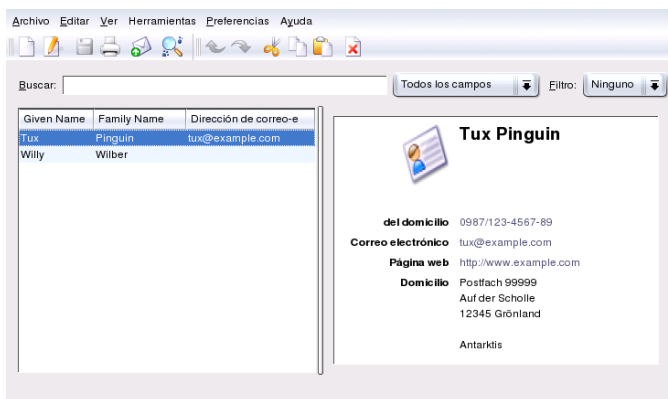 Archivo Editar Ver Herramientas Preferencias Ayuda
Buscar: Todos los campos Filtro: Ninguno
Given Name Family Name Dirección de correo-e
Tux Pinguin tux@example.com
Willy Wilber
Tux Pinguin
del domicilio 0987/123-4567-89
Correo electrónico tux@example.com
Página web http://www.example.com
Domicilio Postfach 99999
Auf der Scholle
12345 Grönland
Antarktis